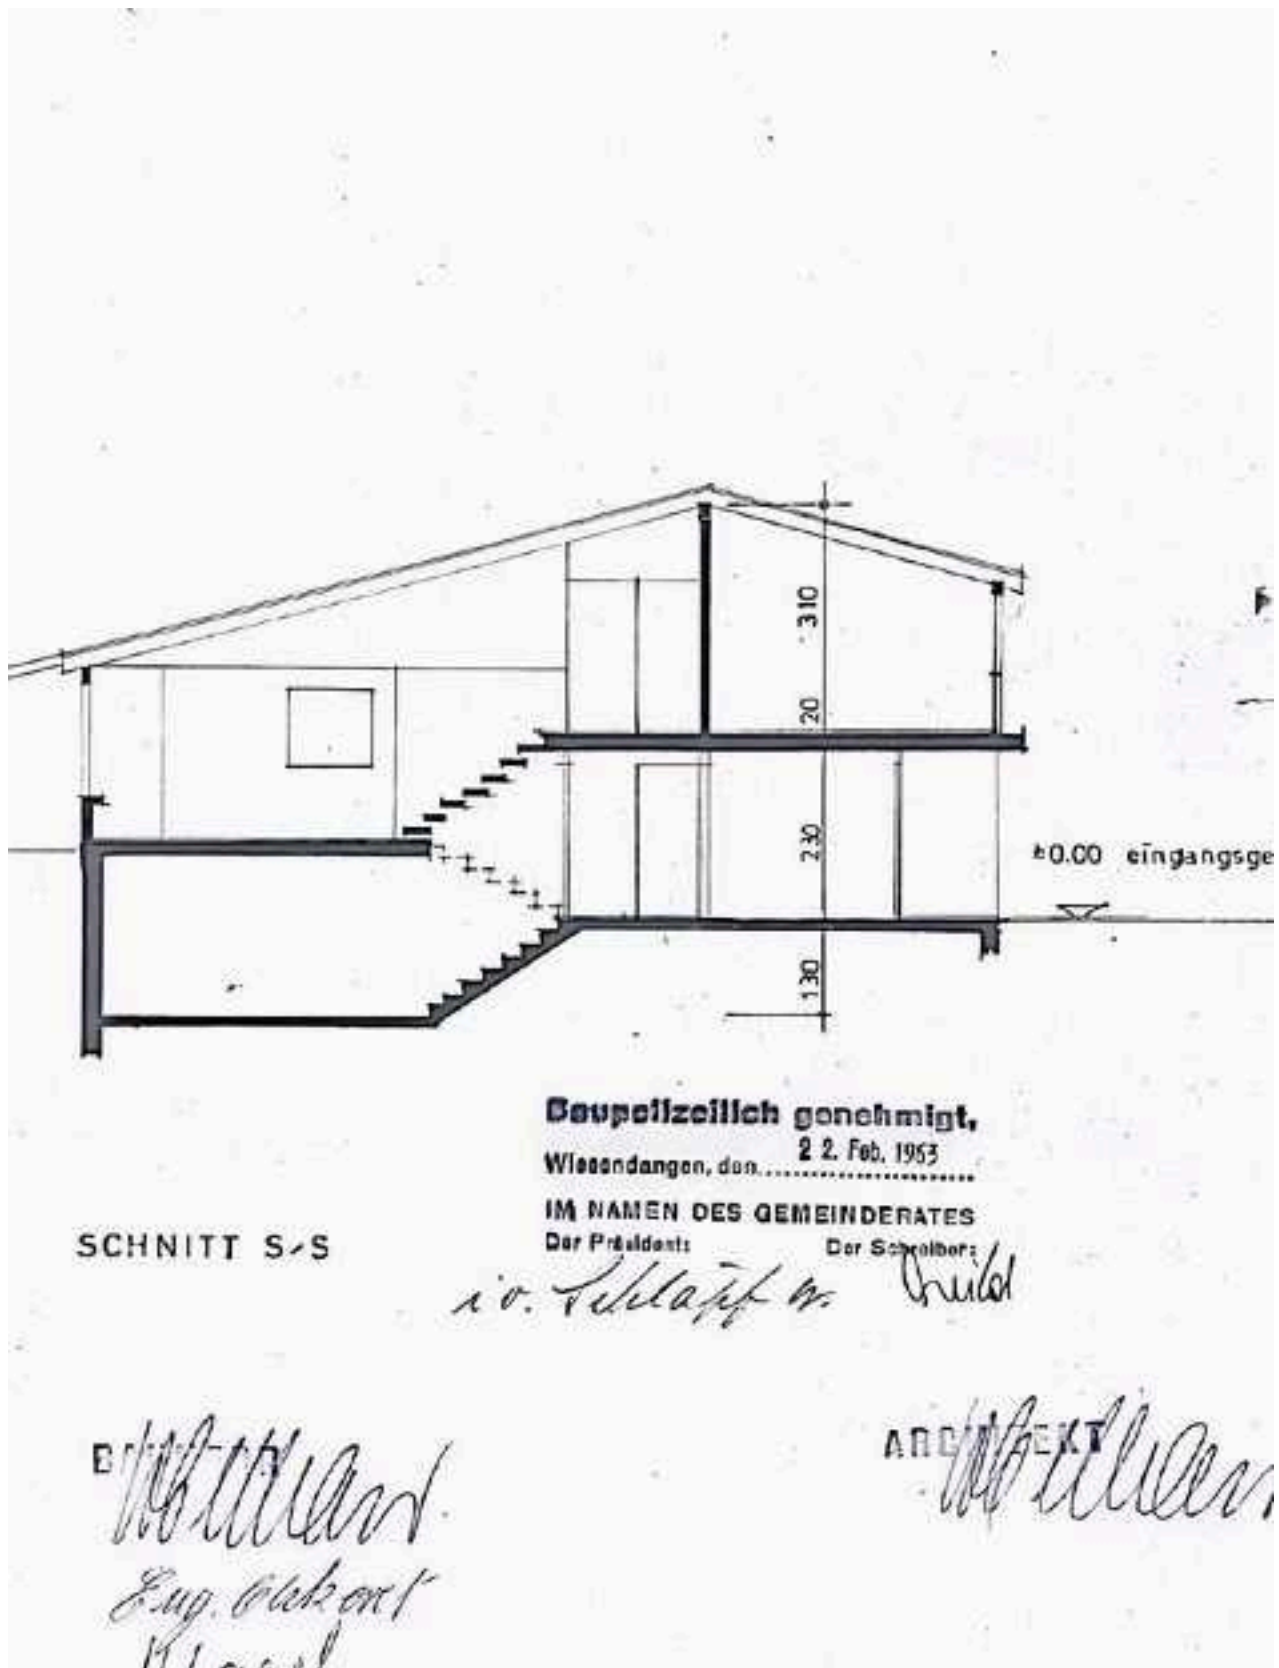 310
20
230
±0.00 eingangsge
130
Baupolizeilich genehmigt,
Wiesendangen, den 22. Feb. 1963
IM NAMEN DES GEMEINDERATES
Der Präsident: Der Schreiber:
SCHNITT S-S
i.v.
ARCHITEKT
Eug.